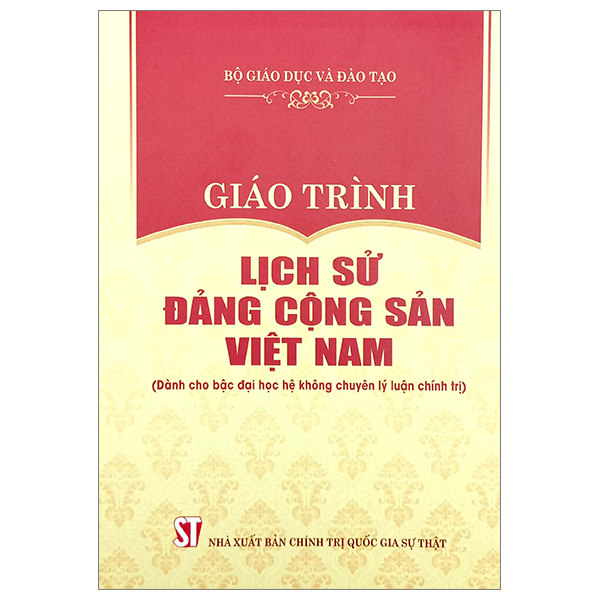 BỘ GIÁO DỤC VÀ ĐÀO TẠO
GIÁO TRÌNH
LỊCH SỬ
ĐẢNG CỘNG SẢN
VIỆT NAM
(Dành cho bậc đại học hệ không chuyên lý luận chính trị)
ST
NHÀ XUẤT BẢN CHÍNH TRỊ QUỐC GIA SỰ THẬT